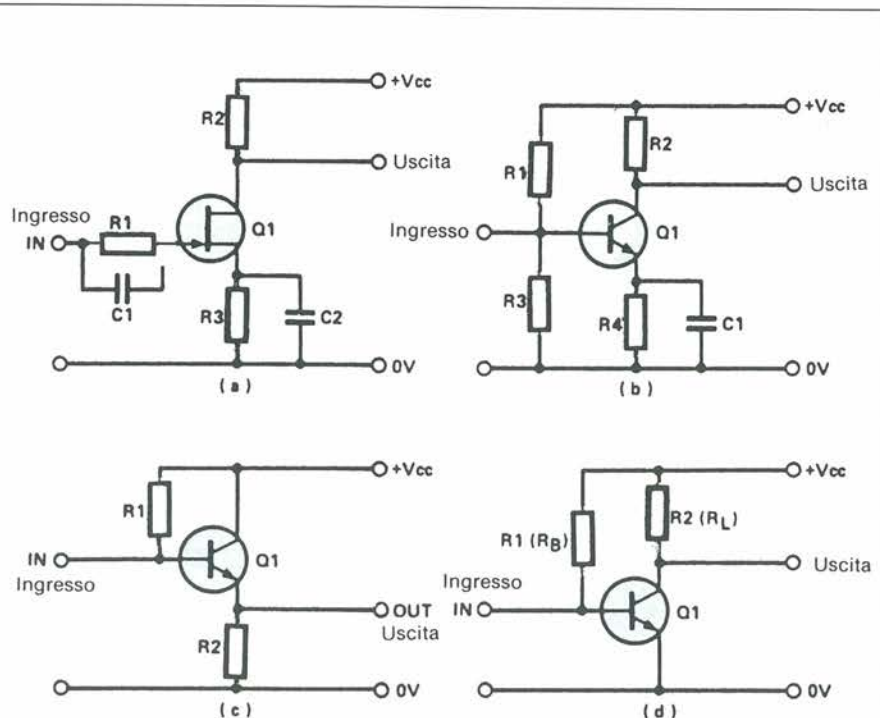 +Vcc
R2
Uscita
Ingresso
IN
R1
Q1
C1
R3
C2
0V
(a)
+Vcc
R2
R1
Uscita
Ingresso
Q1
R3
R4
C1
0V
(b)
+Vcc
R1
IN
Ingresso
Q1
OUT
Uscita
R2
0V
(c)
+Vcc
R2 (RL)
R1 (RB)
Uscita
Ingresso
IN
Q1
0V
(d)